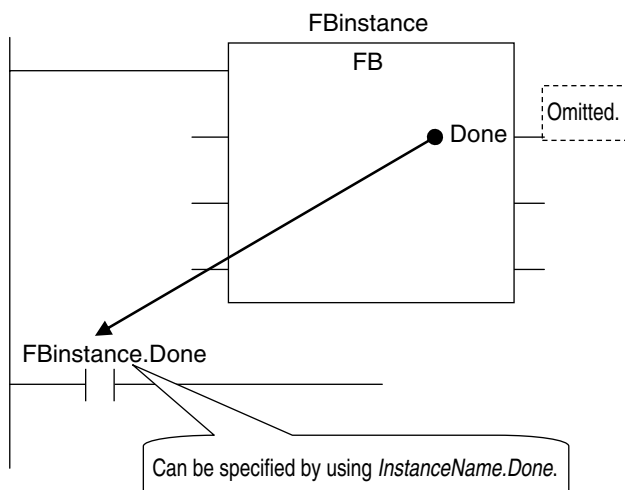 FBinstance
FB
Omitted.
Done
FBinstance.Done
Can be specified by using InstanceName.Done.